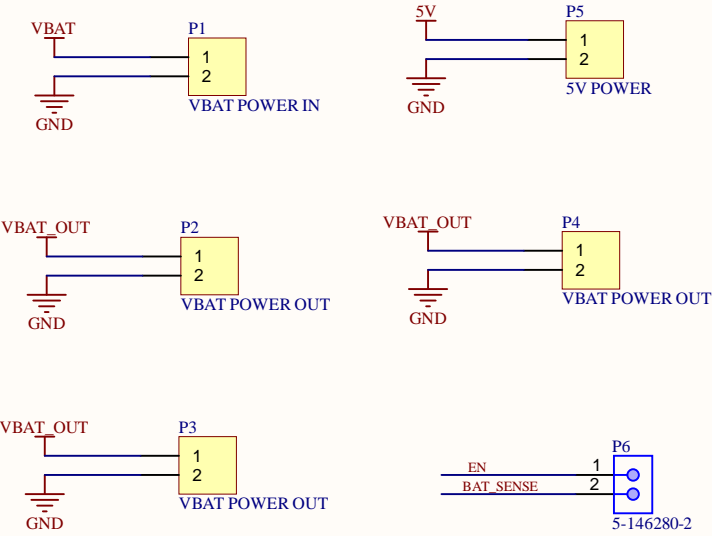 VBAT
P1
1
2
GND
VBAT POWER IN
5V
P5
1
2
GND
5V POWER
VBAT_OUT
P2
1
2
GND
VBAT POWER OUT
VBAT_OUT
P4
1
2
GND
VBAT POWER OUT
VBAT_OUT
P3
1
2
GND
VBAT POWER OUT
P6
EN
1
BAT_SENSE
2
5-146280-2